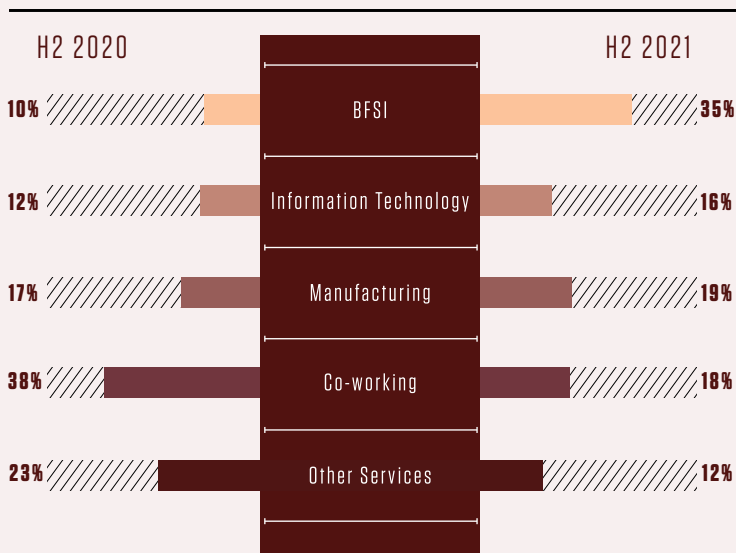 H2 2020 H2 2021
10% BFSI 35%
12% Information Technology 16%
17% Manufacturing 19%
38% Co-working 18%
23% Other Services 12%